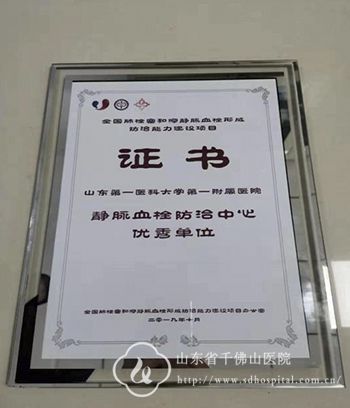 全国肺栓塞和深静脉血栓形成
防治能力建设项目
证书
山东第一医科大学第一附属医院
静脉血栓防治中心
优秀单位
全国肺栓塞和深静脉血栓形成防治能力建设项目办公室
二〇一九年十月
山东省千佛山医院
http://www.sdhospital.com.cn